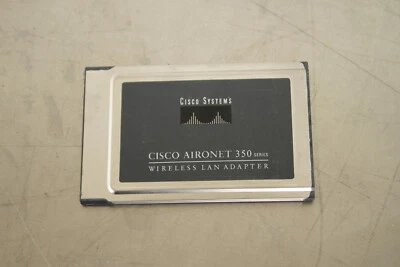 CISCO SYSTEMS
CISCO AIRONET 350 SERIES
WIRELESS LAN ADAPTER